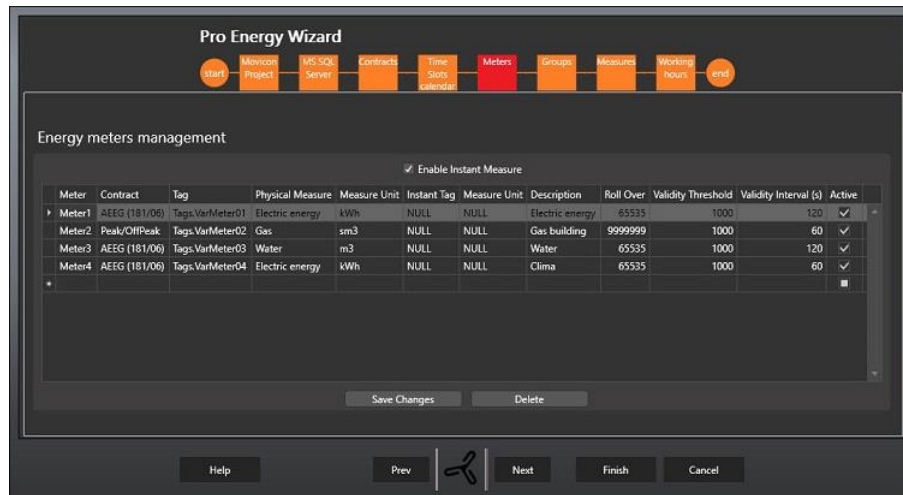 Pro Energy Wizard
start
Movicon Project
MS SQL Server
Contracts
Time Slots calendar
Meters
Groups
Measures
Working hours
end
Energy meters management
Enable Instant Measure
Meter Contract Tag Physical Measure Measure Unit Instant Tag Measure Unit Description Roll Over Validity Threshold Validity Interval (s) Active
Meter1 AEEG (181/06) Tags.VarMeter01 Electric energy kWh NULL NULL Electric energy 65535 1000 120
Meter2 Peak/OffPeak Tags.VarMeter02 Gas sm3 NULL NULL Gas building 9999999 1000 60
Meter3 AEEG (181/06) Tags.VarMeter03 Water m3 NULL NULL Water 65535 1000 120
Meter4 AEEG (181/06) Tags.VarMeter04 Electric energy kWh NULL NULL Clima 65535 1000 60
Save Changes Delete
Help Prev Next Finish Cancel